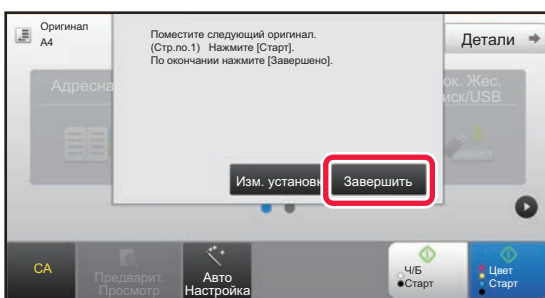 Оригинал
A4
Поместите следующий оригинал.
(Стр.no.1) Нажмите [Старт].
По окончании нажмите [Завершено].
Детали
Адресна
ок. Жес.
иск/USB
Изм. установк
Завершить
CA
Предварит.
Просмотр
Авто
Настройка
Ч/Б
Старт
Цвет
Старт